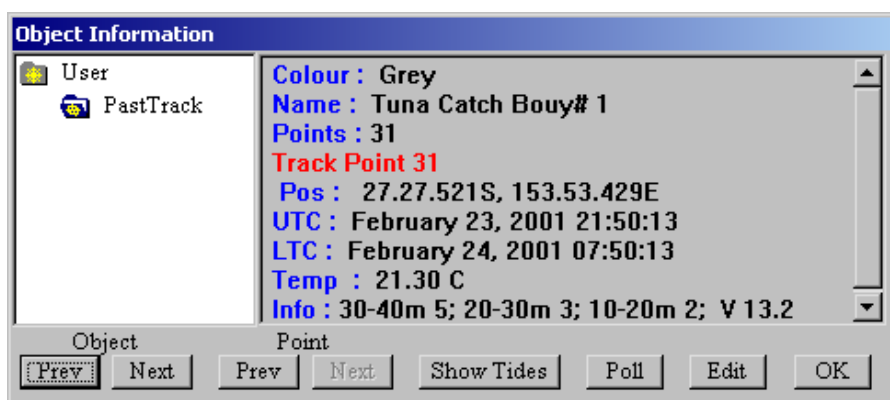 Object Information
User
PastTrack
Colour : Grey
Name : Tuna Catch Bouy# 1
Points : 31
Track Point 31
Pos : 27.27.521S, 153.53.429E
UTC : February 23, 2001 21:50:13
LTC : February 24, 2001 07:50:13
Temp : 21.30 C
Info : 30-40m 5; 20-30m 3; 10-20m 2; V 13.2
Object Point
Prev Next Prev Next Show Tides Poll Edit OK